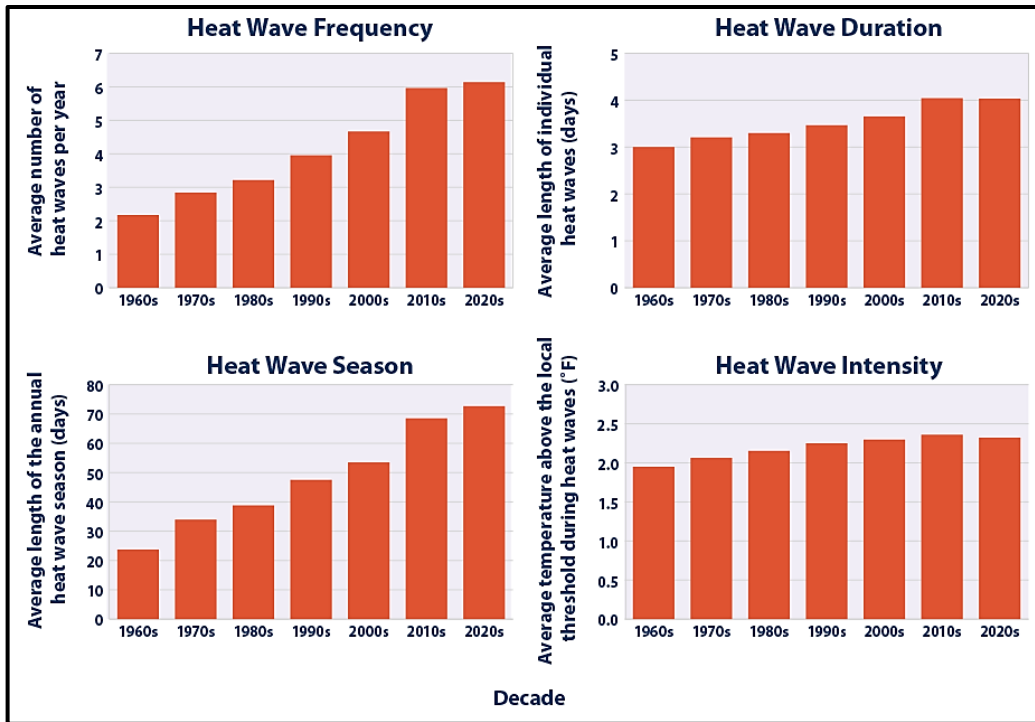 Heat Wave Frequency
Average number of
heat waves per year
7
6
5
4
3
2
1
0
1960s 1970s 1980s 1990s 2000s 2010s 2020s
Heat Wave Duration
Average length of individual
heat waves (days)
5
4
3
2
1
0
1960s 1970s 1980s 1990s 2000s 2010s 2020s
Heat Wave Season
Average length of the annual
heat wave season (days)
80
70
60
50
40
30
20
10
0
1960s 1970s 1980s 1990s 2000s 2010s 2020s
Heat Wave Intensity
Average temperature above the local
threshold during heat waves (°F)
3.0
2.5
2.0
1.5
1.0
0.5
0.0
1960s 1970s 1980s 1990s 2000s 2010s 2020s
Decade